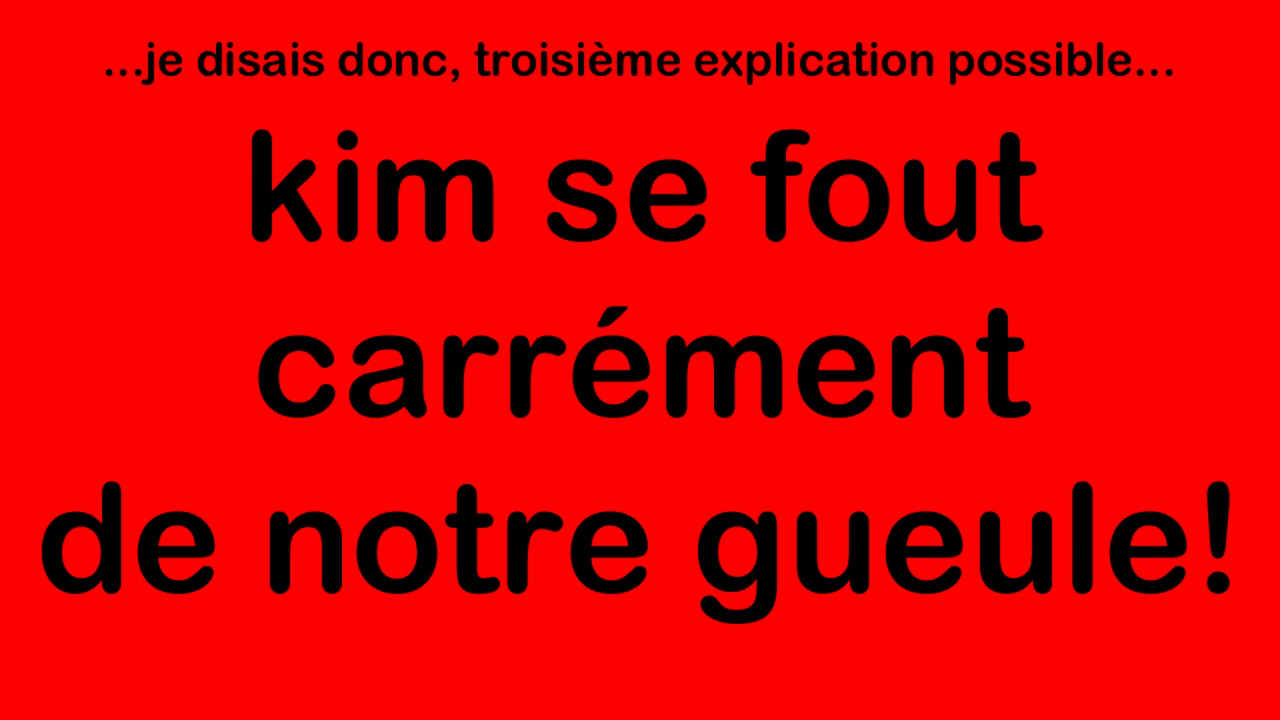 ...je disais donc, troisième explication possible...
kim se fout
carrément
de notre gueule!